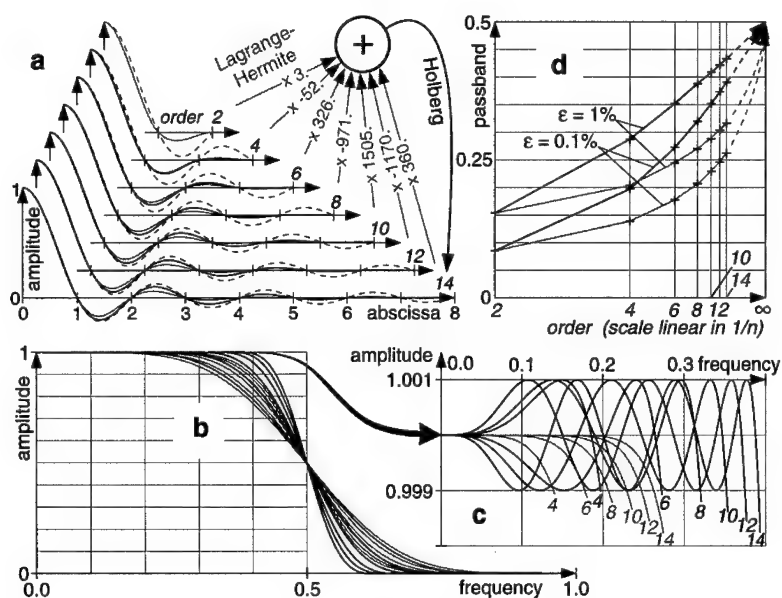 a
Lagrange-
Hermite
+
Holberg
x 3.
x -52.
x 326.
x -971.
x 1505.
x -1170.
x 360.
order 2
4
6
8
10
12
14
1
amplitude
0
0 1 2 3 4 5 6 7 abscissa 8
d
0.5
passband
0.25
0
ε = 1%
ε = 0.1%
10
14
2 4 6 8 12 ∞
order (scale linear in 1/n)
b
1
amplitude
0
0.0 0.5 frequency 1.0
amplitude
0.0 0.1 0.2 0.3 frequency
1.001
0.999
c
4 6 4 8 10 12 14 6 8 10 12 14